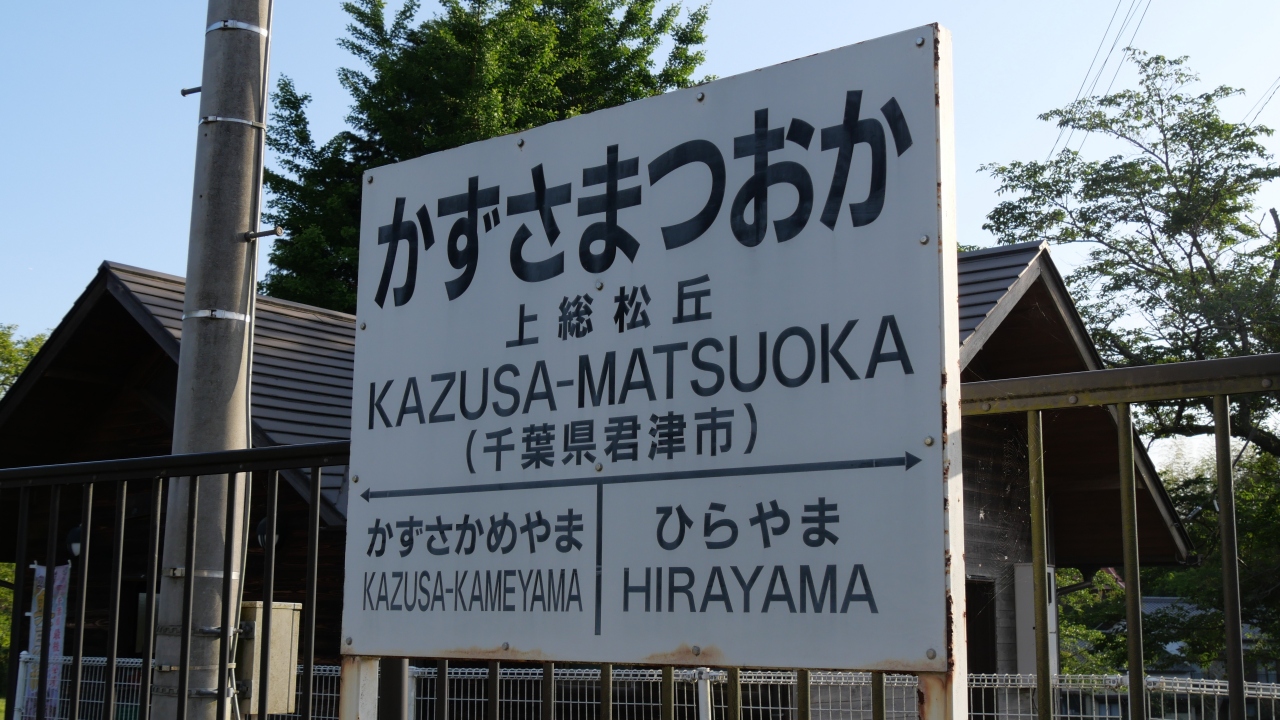 かずさまつおか
上総松丘
KAZUSA-MATSUOKA
(千葉県君津市)
かずさかめやま
KAZUSA-KAMEYAMA
ひらやま
HIRAYAMA